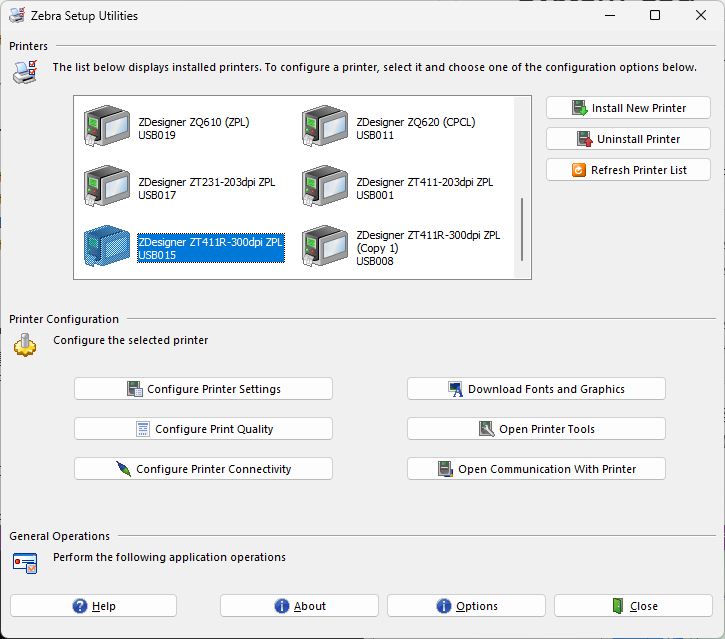 Zebra Setup Utilities
Printers
The list below displays installed printers. To configure a printer, select it and choose one of the configuration options below.
ZDesigner ZQ610 (ZPL)
USB019
ZDesigner ZQ620 (CPCL)
USB011
ZDesigner ZT231-203dpi ZPL
USB017
ZDesigner ZT411-203dpi ZPL
USB001
ZDesigner ZT411R-300dpi ZPL
USB015
ZDesigner ZT411R-300dpi ZPL
(Copy 1)
USB008
Install New Printer
Uninstall Printer
Refresh Printer List
Printer Configuration
Configure the selected printer
Configure Printer Settings
Download Fonts and Graphics
Configure Print Quality
Open Printer Tools
Configure Printer Connectivity
Open Communication With Printer
General Operations
Perform the following application operations
Help
About
Options
Close